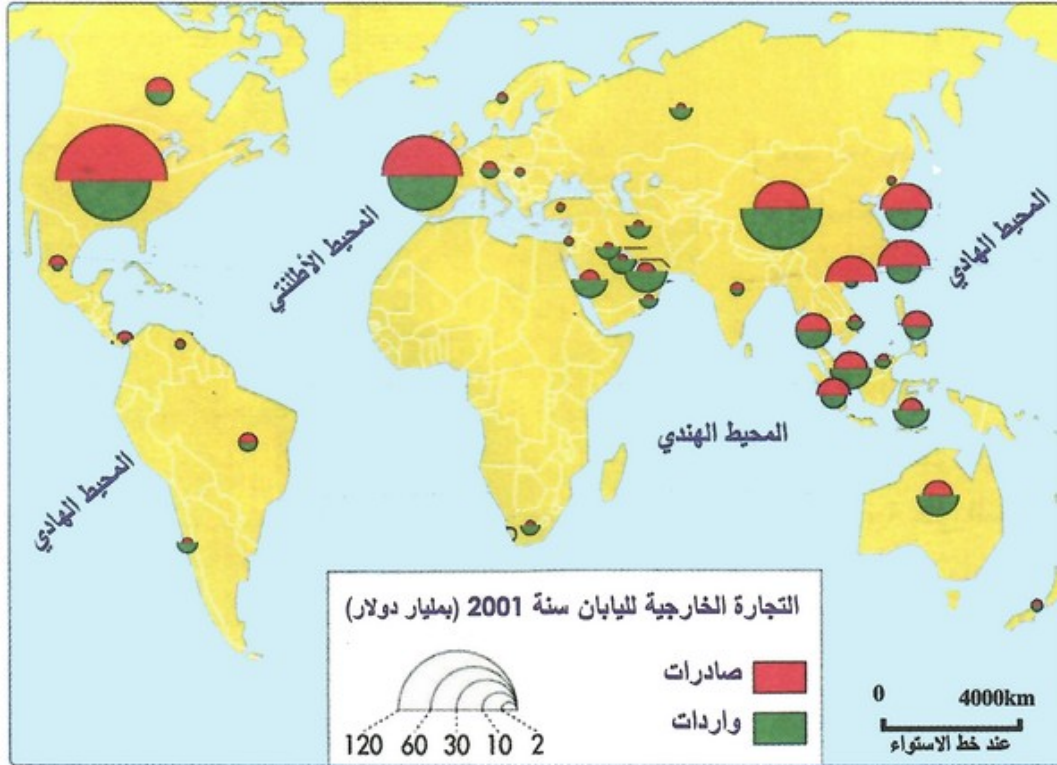 المحيط الهادي
المحيط الأطلنتي
المحيط الهندي
المحيط الهادي
التجارة الخارجية لليابان سنة 2001 (بمليار دولار)
صادرات
واردات
120 60 30 10 2
0 4000km
عند خط الاستواء